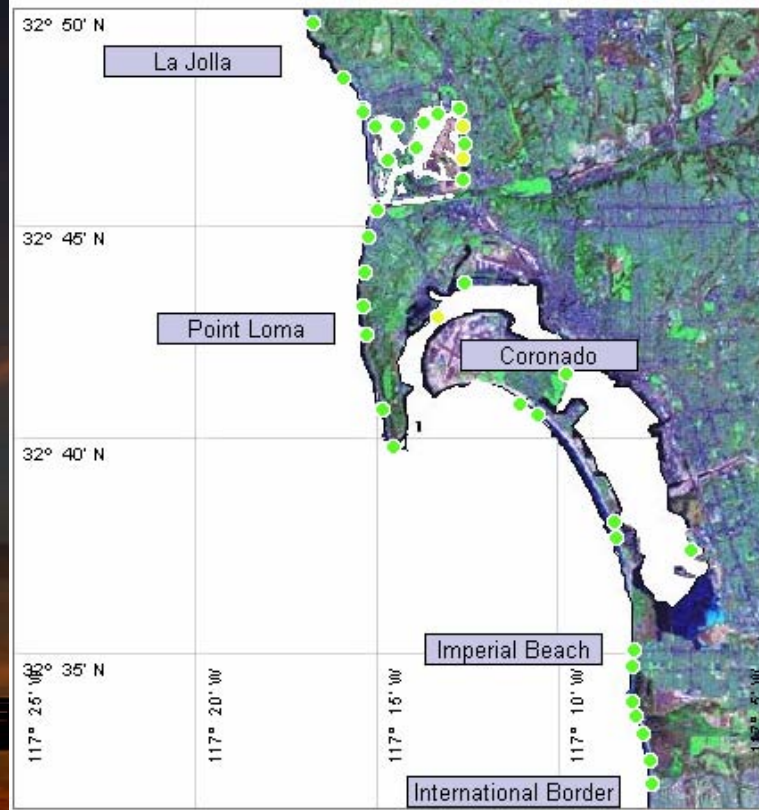 32° 50' N
La Jolla
32° 45' N
Point Loma
Coronado
1
32° 40' N
Imperial Beach
32° 35' N
117° 25' W
117° 20' W
117° 15' W
117° 10' W
International Border